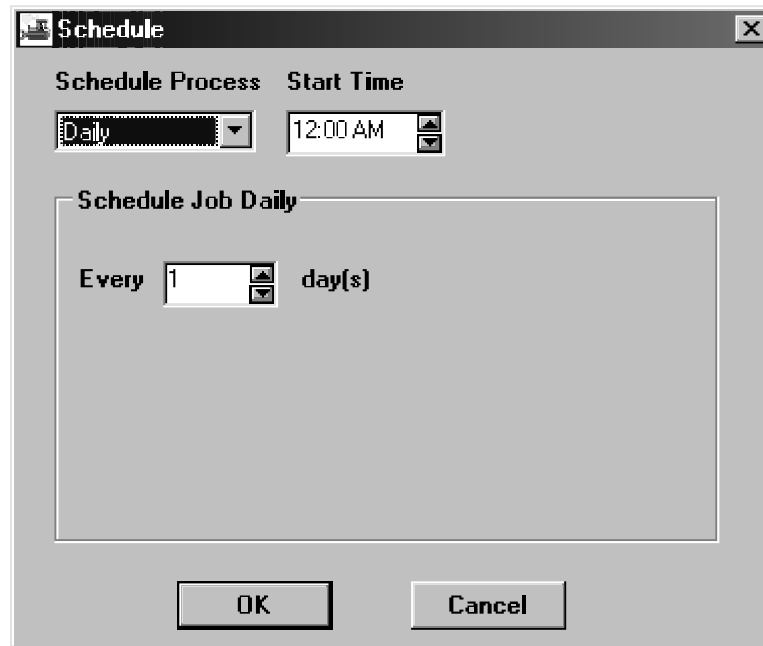 Schedule
Schedule Process Start Time
Daily 12:00 AM
Schedule Job Daily
Every 1 day(s)
OK Cancel